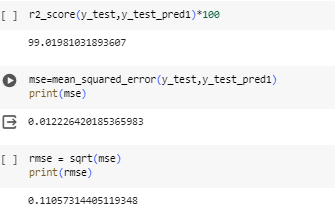 [ ] r2_score(y_test,y_test_pred1)*100
99.01981031893607
mse=mean_squared_error(y_test,y_test_pred1)
print(mse)
0.012226420185365983
[ ] rmse = sqrt(mse)
print(rmse)
0.11057314405119348